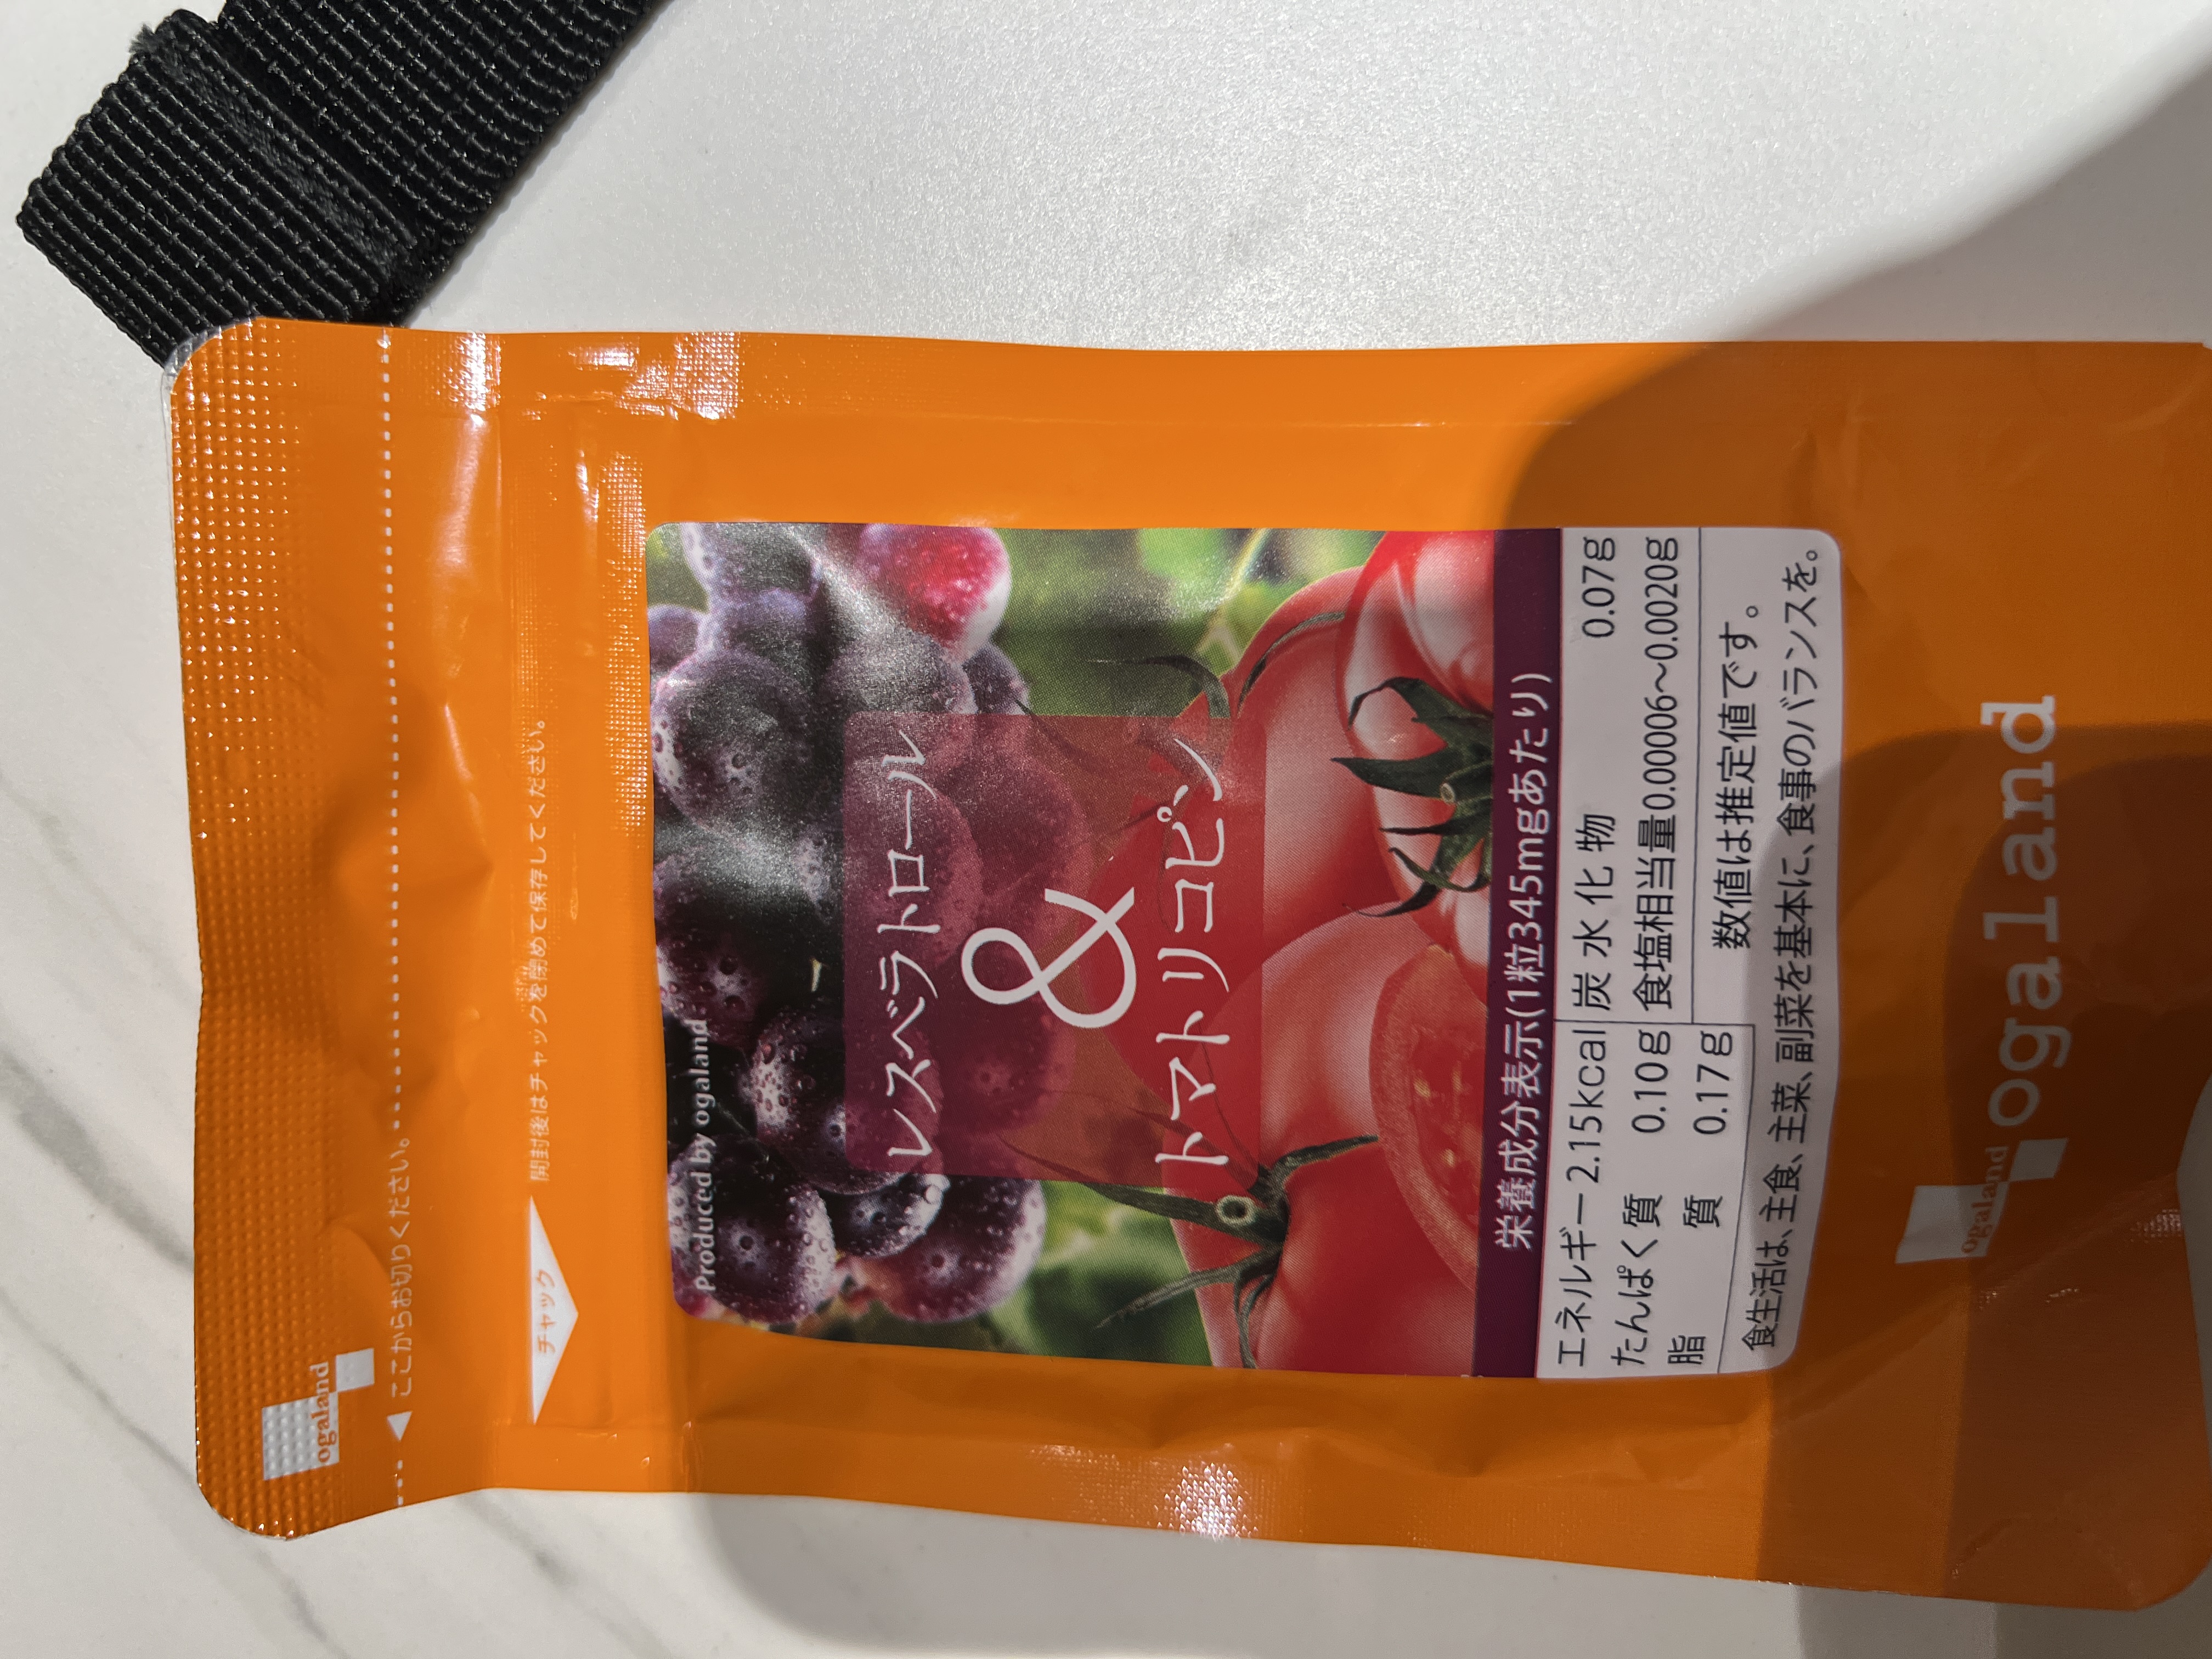 ogaland
ここからお切りください。
チャック
開封後はチャックを閉めて保存してください。
Produced by ogaland
レスベラトロール
&
トマトリコピン
栄養成分表示(1粒345mgあたり)
エネルギー2.15kcal 炭水化物 0.07g
たんぱく質 0.10g 食塩相当量0.00006〜0.0020g
脂質 0.17g 数値は推定値です。
食生活は、主食、主菜、副菜を基本に、食事のバランスを。
ogaland
ogaland